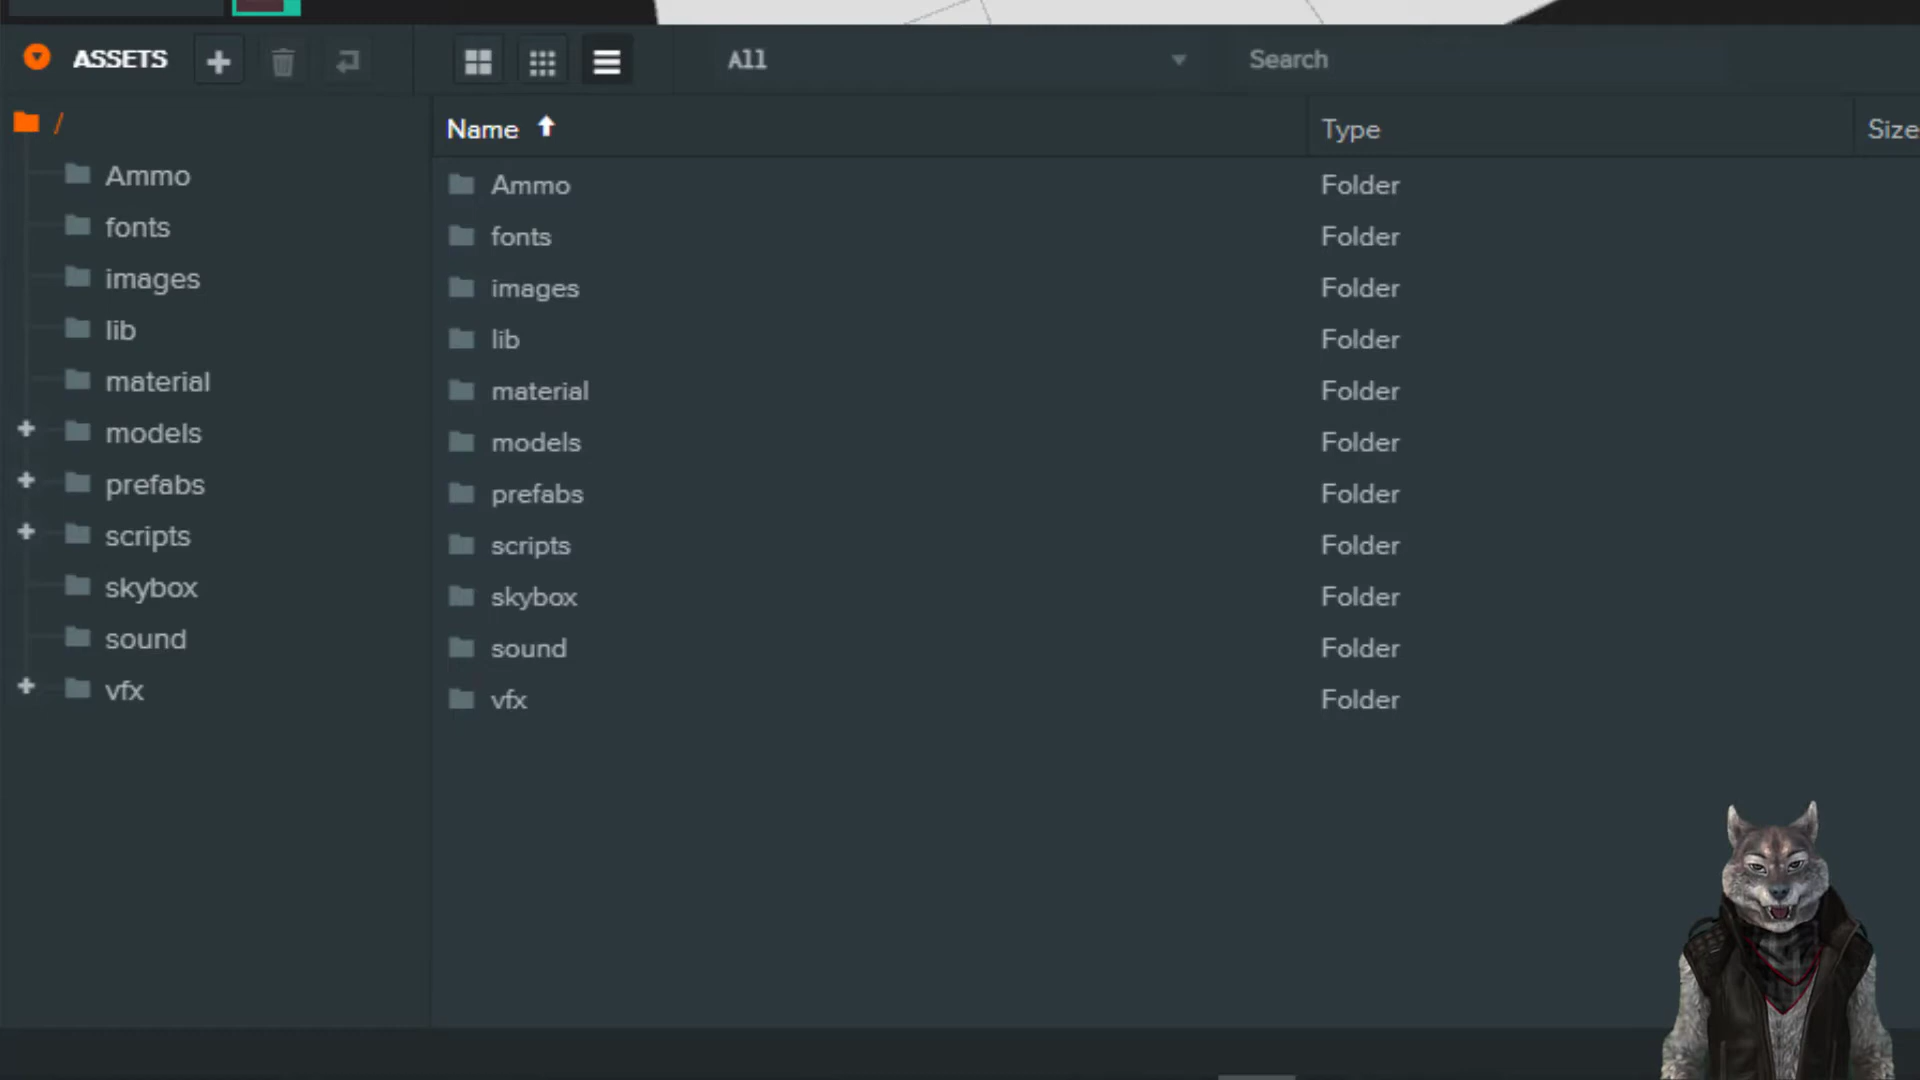 ASSETS
All
Search
/
Ammo
fonts
images
lib
material
models
prefabs
scripts
skybox
sound
vfx
Name Type Size
Ammo Folder
fonts Folder
images Folder
lib Folder
material Folder
models Folder
prefabs Folder
scripts Folder
skybox Folder
sound Folder
vfx Folder